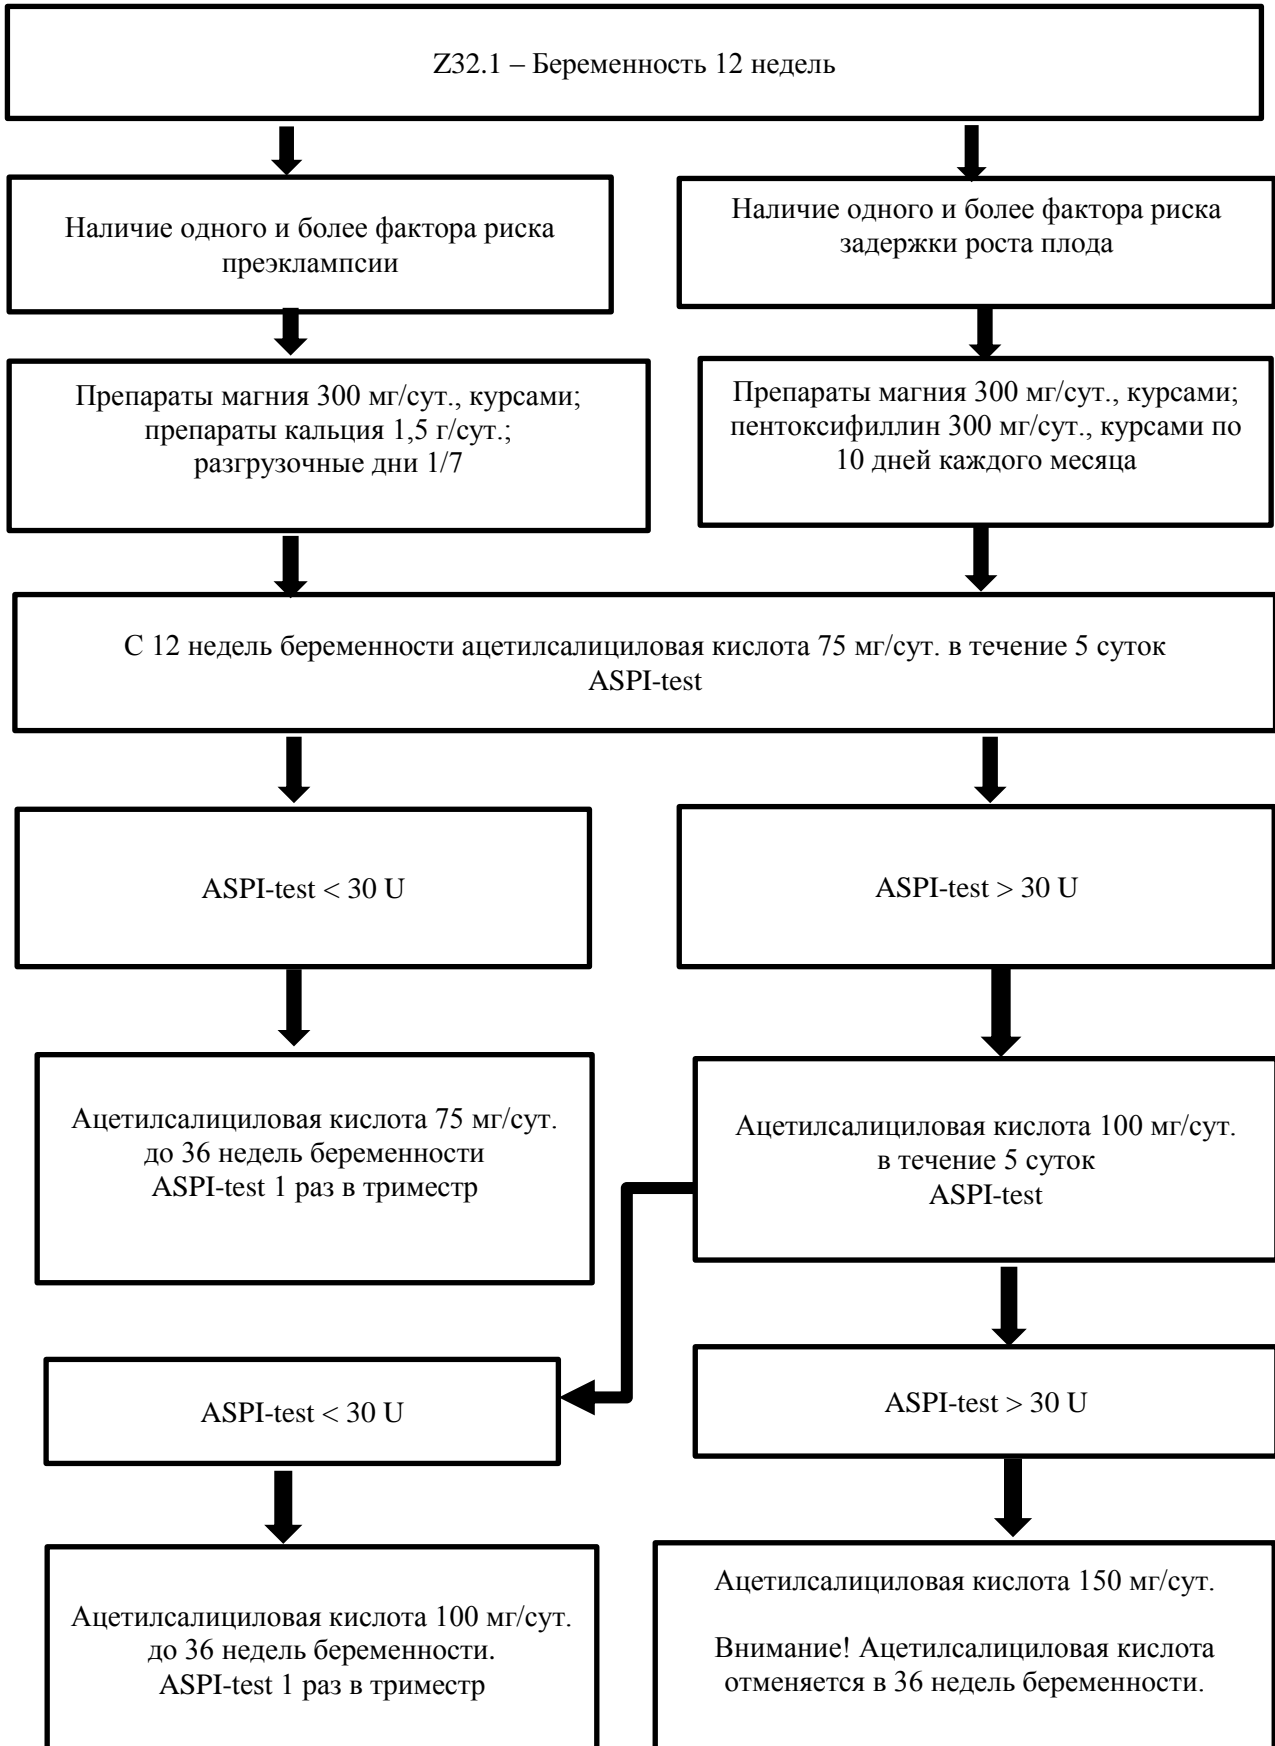 Z32.1 – Беременность 12 недель
Наличие одного и более фактора риска
преэклампсии
Наличие одного и более фактора риска
задержки роста плода
Препараты магния 300 мг/сут., курсами;
препараты кальция 1,5 г/сут.;
разгрузочные дни 1/7
Препараты магния 300 мг/сут., курсами;
пентоксифиллин 300 мг/сут., курсами по
10 дней каждого месяца
С 12 недель беременности ацетилсалициловая кислота 75 мг/сут. в течение 5 суток
ASPI-test
ASPI-test < 30 U
ASPI-test > 30 U
Ацетилсалициловая кислота 75 мг/сут.
до 36 недель беременности
ASPI-test 1 раз в триместр
Ацетилсалициловая кислота 100 мг/сут.
в течение 5 суток
ASPI-test
ASPI-test < 30 U
ASPI-test > 30 U
Ацетилсалициловая кислота 100 мг/сут.
до 36 недель беременности.
ASPI-test 1 раз в триместр
Ацетилсалициловая кислота 150 мг/сут.
Внимание! Ацетилсалициловая кислота
отменяется в 36 недель беременности.